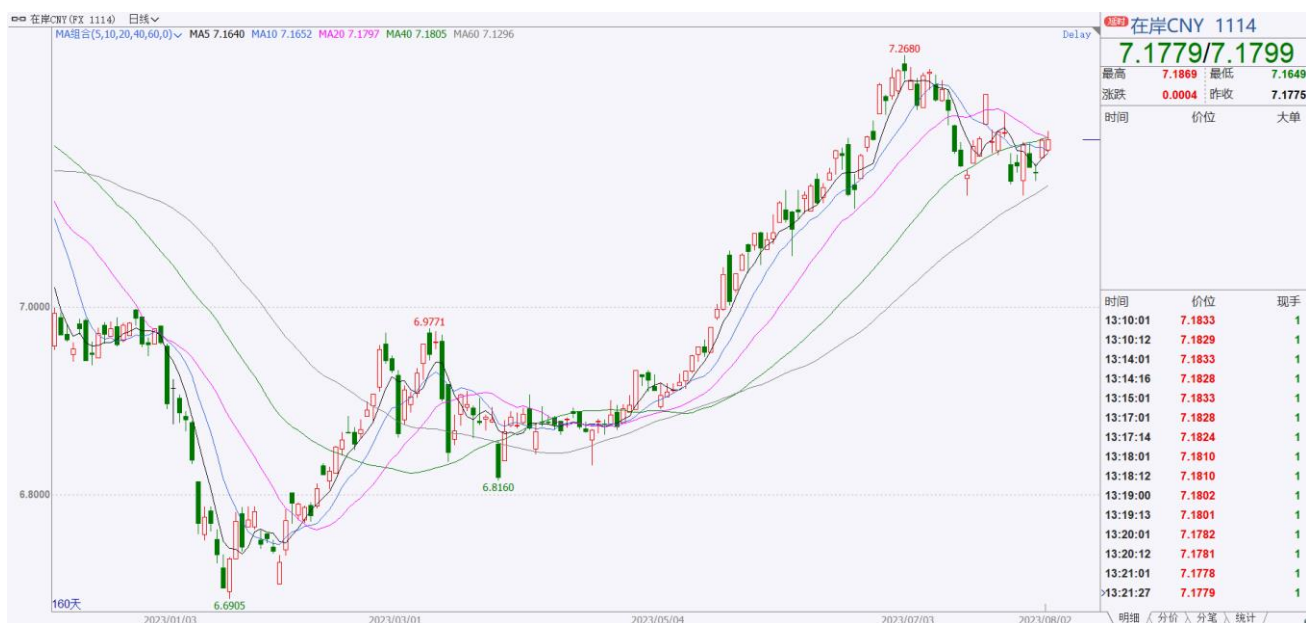 在岸CNY(FX 1114) 日线
MA组合(5,10,20,40,60,0) MA5 7.1640 MA10 7.1652 MA20 7.1797 MA40 7.1805 MA60 7.1296
Delay
7.2680
7.0000
6.9771
6.8160
6.8000
6.6905
160天
2023/01/03 2023/03/01 2023/05/04 2023/07/03 2023/08/02
延时 在岸CNY 1114
7.1779/7.1799
最高 7.1869 最低 7.1649
涨跌 0.0004 昨收 7.1775
时间 价位 大单
时间 价位 现手
13:10:01 7.1833 1
13:10:12 7.1829 1
13:14:01 7.1833 1
13:14:16 7.1828 1
13:15:01 7.1833 1
13:17:01 7.1828 1
13:17:14 7.1824 1
13:18:01 7.1810 1
13:18:12 7.1810 1
13:19:00 7.1802 1
13:19:13 7.1801 1
13:20:01 7.1782 1
13:20:12 7.1781 1
13:21:01 7.1778 1
13:21:27 7.1779 1
明细 分价 分笔 统计